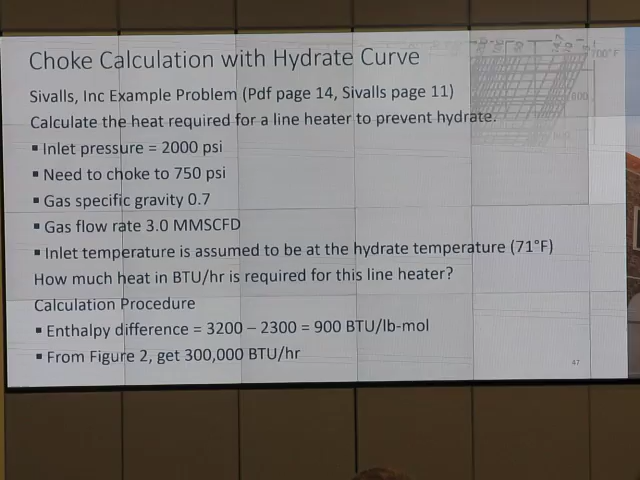 Choke Calculation with Hydrate Curve
Sivalls, Inc Example Problem (Pdf page 14, Sivalls page 11)
Calculate the heat required for a line heater to prevent hydrate.
▪ Inlet pressure = 2000 psi
▪ Need to choke to 750 psi
▪ Gas specific gravity 0.7
▪ Gas flow rate 3.0 MMSCFD
▪ Inlet temperature is assumed to be at the hydrate temperature (71°F)
How much heat in BTU/hr is required for this line heater?
Calculation Procedure
▪ Enthalpy difference = 3200 – 2300 = 900 BTU/lb-mol
▪ From Figure 2, get 300,000 BTU/hr
47